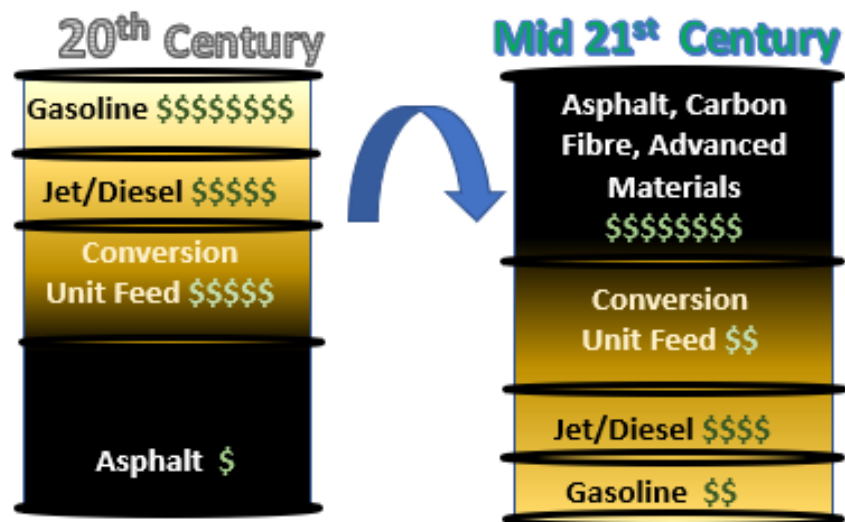 20th Century
Gasoline $$$$$$$$
Jet/Diesel $$$$$
Conversion
Unit Feed $$$$$
Asphalt $
Mid 21st Century
Asphalt, Carbon
Fibre, Advanced
Materials
$$$$$$$$
Conversion
Unit Feed $$
Jet/Diesel $$$$
Gasoline $$